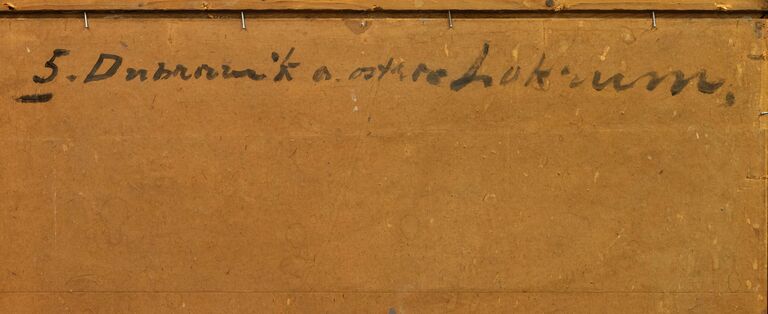 5. Dubrovnik a ostrov Lokrum.